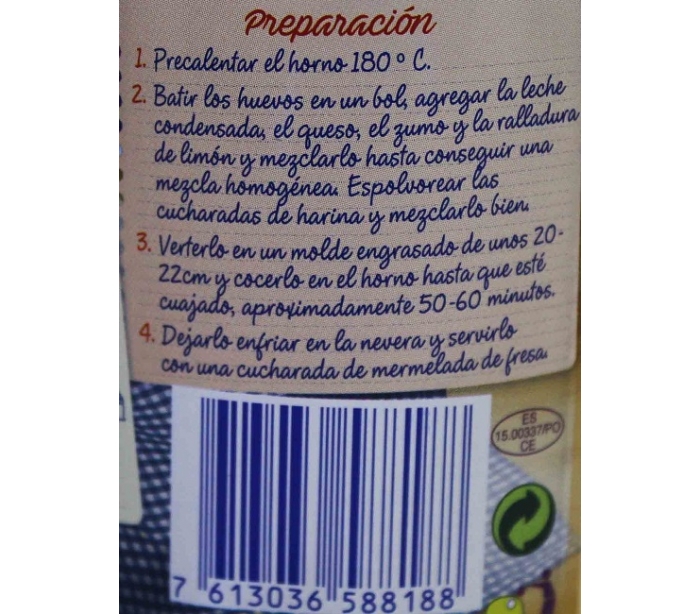 Preparación
1. Precalentar el horno 180º C.
2. Batir los huevos en un bol, agregar la leche
condensada, el queso, el zumo y la ralladura
de limón y mezclarlo hasta conseguir una
mezcla homogénea. Espolvorear las
cucharadas de harina y mezclarlo bien.
3. Verterlo en un molde engrasado de unos 20-
22cm y cocerlo en el horno hasta que esté
cuajado, aproximadamente 50-60 minutos.
4. Dejarlo enfriar en la nevera y servirlo
con una cucharada de mermelada de fresa.
ES
15.00337/PO
CE
7 613036 588188